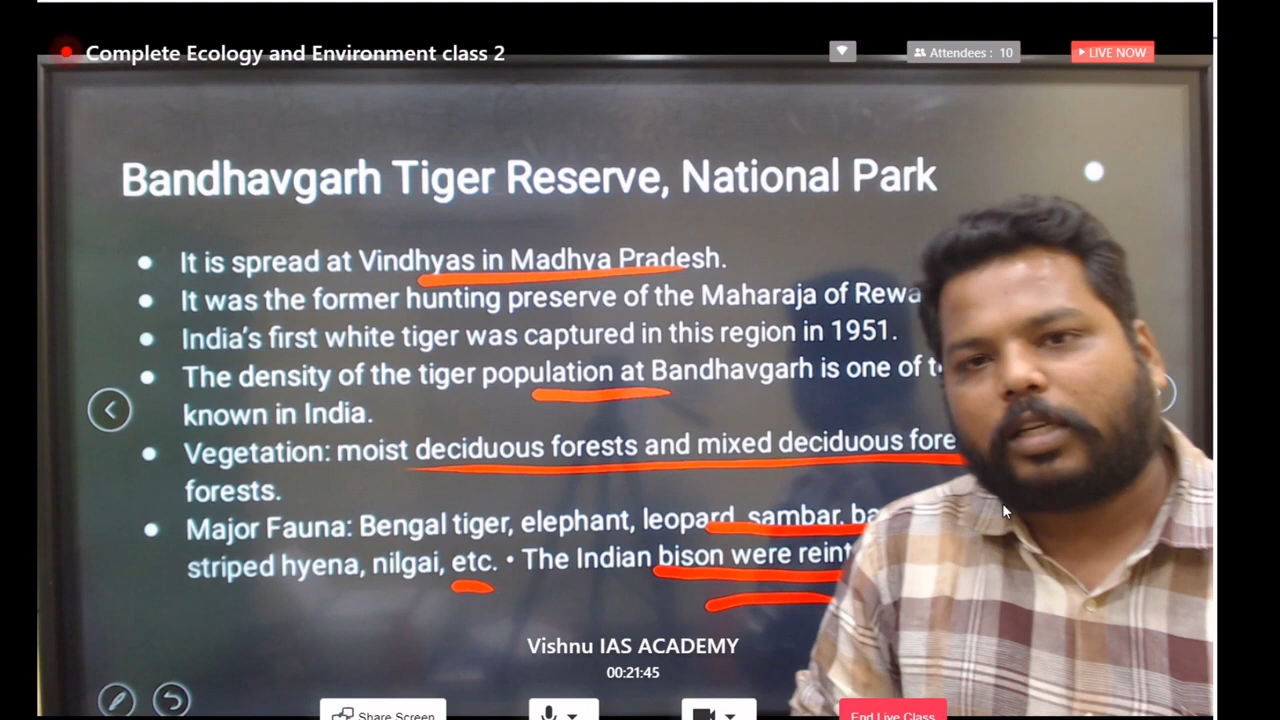 Complete Ecology and Environment class 2
Attendees : 10
LIVE NOW
Bandhavgarh Tiger Reserve, National Park
It is spread at Vindhyas in Madhya Pradesh.
It was the former hunting preserve of the Maharaja of Rewa
India's first white tiger was captured in this region in 1951.
The density of the tiger population at Bandhavgarh is one of
known in India.
Vegetation: moist deciduous forests and mixed deciduous
forests.
Major Fauna: Bengal tiger, elephant, leopard, sambar,
striped hyena, nilgai, etc. • The Indian bison were
Vishnu IAS ACADEMY
00:21:45
Share Screen
End Live Class